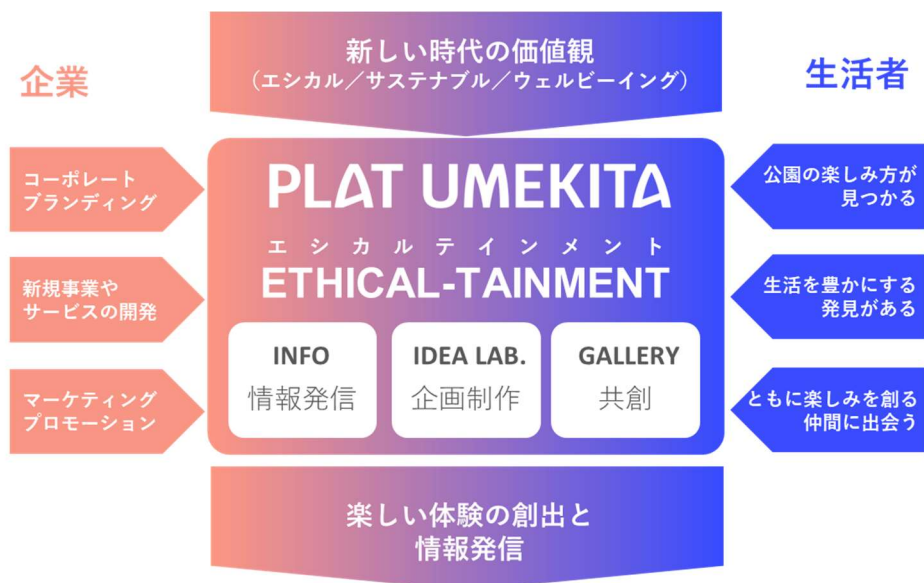 新しい時代の価値観
（エシカル／サステナブル／ウェルビーイング）
企業
生活者
コーポレート
ブランディング
新規事業や
サービスの開発
マーケティング
プロモーション
PLAT UMEKITA
エシカルテインメント
ETHICAL-TAINMENT
INFO
情報発信
IDEA LAB.
企画制作
GALLERY
共創
公園の楽しみ方が
見つかる
生活を豊かにする
発見がある
ともに楽しみを創る
仲間に出会う
楽しい体験の創出と
情報発信